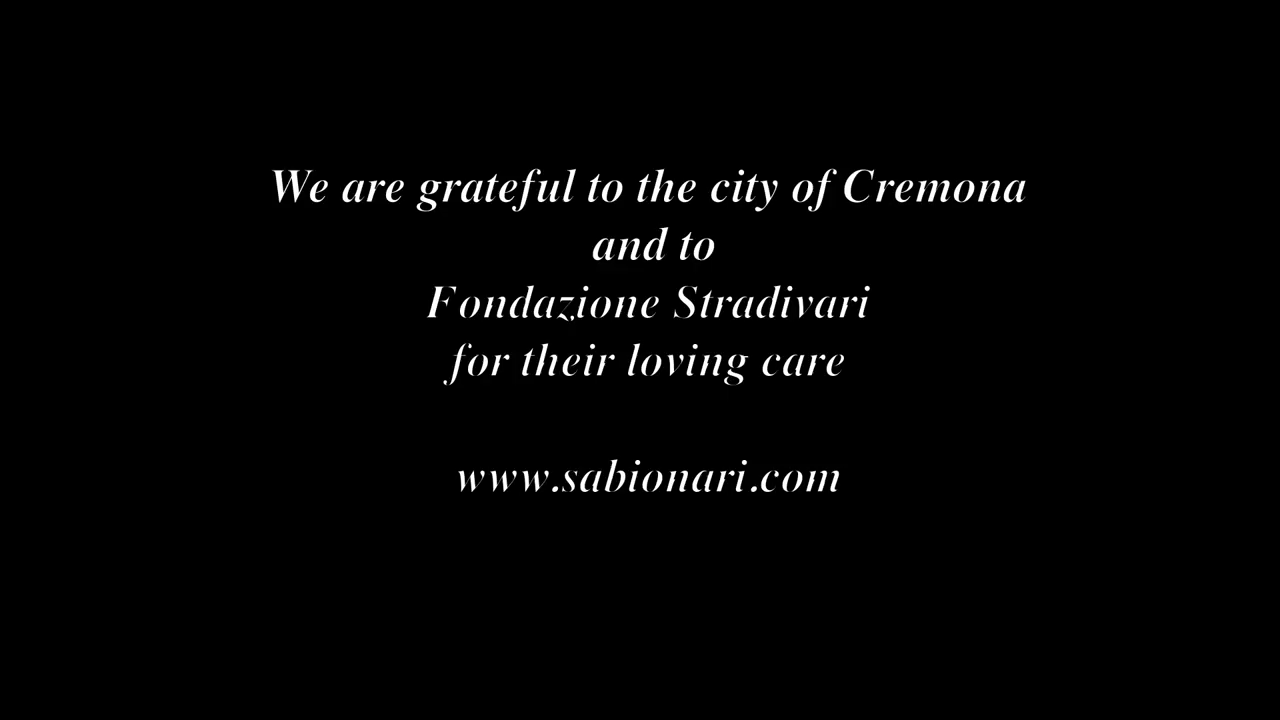 We are grateful to the city of Cremona
and to
Fondazione Stradivari
for their loving care
www.sabionari.com